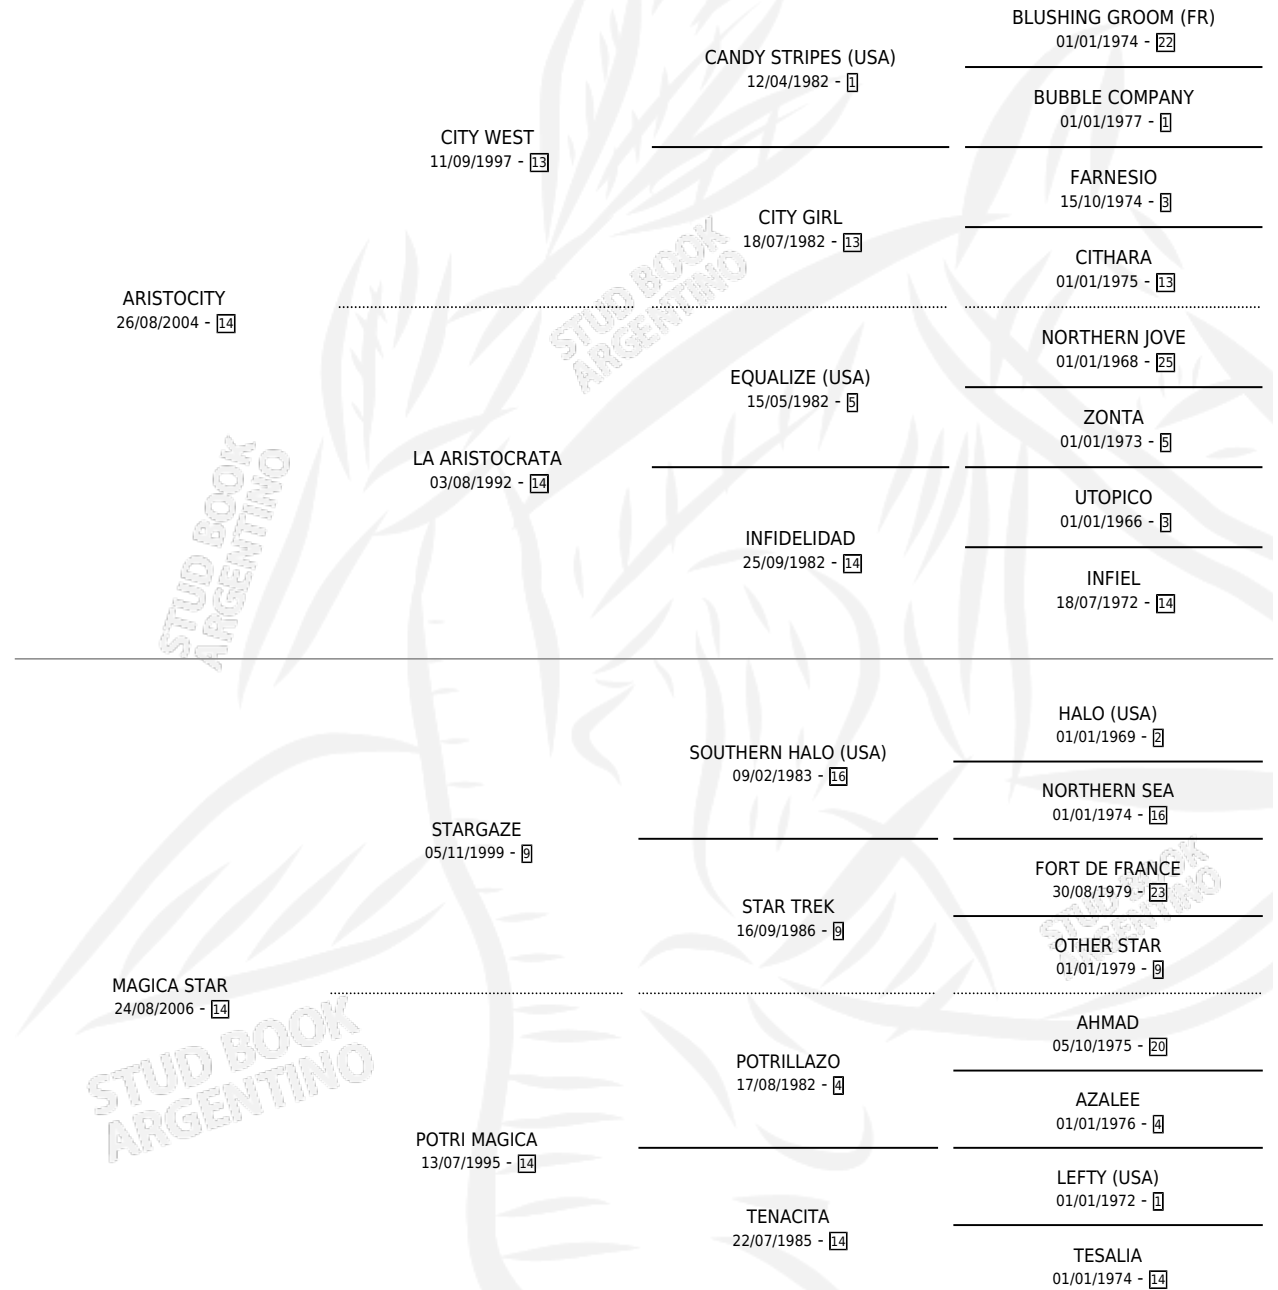 BLUSHING GROOM (FR)
01/01/1974 - 22
CANDY STRIPES (USA)
12/04/1982 - 1
BUBBLE COMPANY
01/01/1977 - 1
CITY WEST
11/09/1997 - 13
FARNESIO
15/10/1974 - 3
CITY GIRL
18/07/1982 - 13
CITHARA
01/01/1975 - 13
ARISTOCITY
26/08/2004 - 14
NORTHERN JOVE
01/01/1968 - 25
EQUALIZE (USA)
15/05/1982 - 5
ZONTA
01/01/1973 - 5
LA ARISTOCRATA
03/08/1992 - 14
UTOPICO
01/01/1966 - 3
INFIDELIDAD
25/09/1982 - 14
INFIEL
18/07/1972 - 14
STUD BOOK
ARGENTINO
STUD BOOK
ARGENTINO
HALO (USA)
01/01/1969 - 2
SOUTHERN HALO (USA)
09/02/1983 - 16
NORTHERN SEA
01/01/1974 - 16
STARGAZE
05/11/1999 - 9
FORT DE FRANCE
30/08/1979 - 23
STAR TREK
16/09/1986 - 9
OTHER STAR
01/01/1979 - 9
STUD BOOK
ARGENTINO
MAGICA STAR
24/08/2006 - 14
AHMAD
05/10/1975 - 20
POTRILLAZO
17/08/1982 - 4
AZALEE
01/01/1976 - 4
STUD BOOK
ARGENTINO
POTRI MAGICA
13/07/1995 - 14
LEFTY (USA)
01/01/1972 - 1
TENACITA
22/07/1985 - 14
TESALIA
01/01/1974 - 14